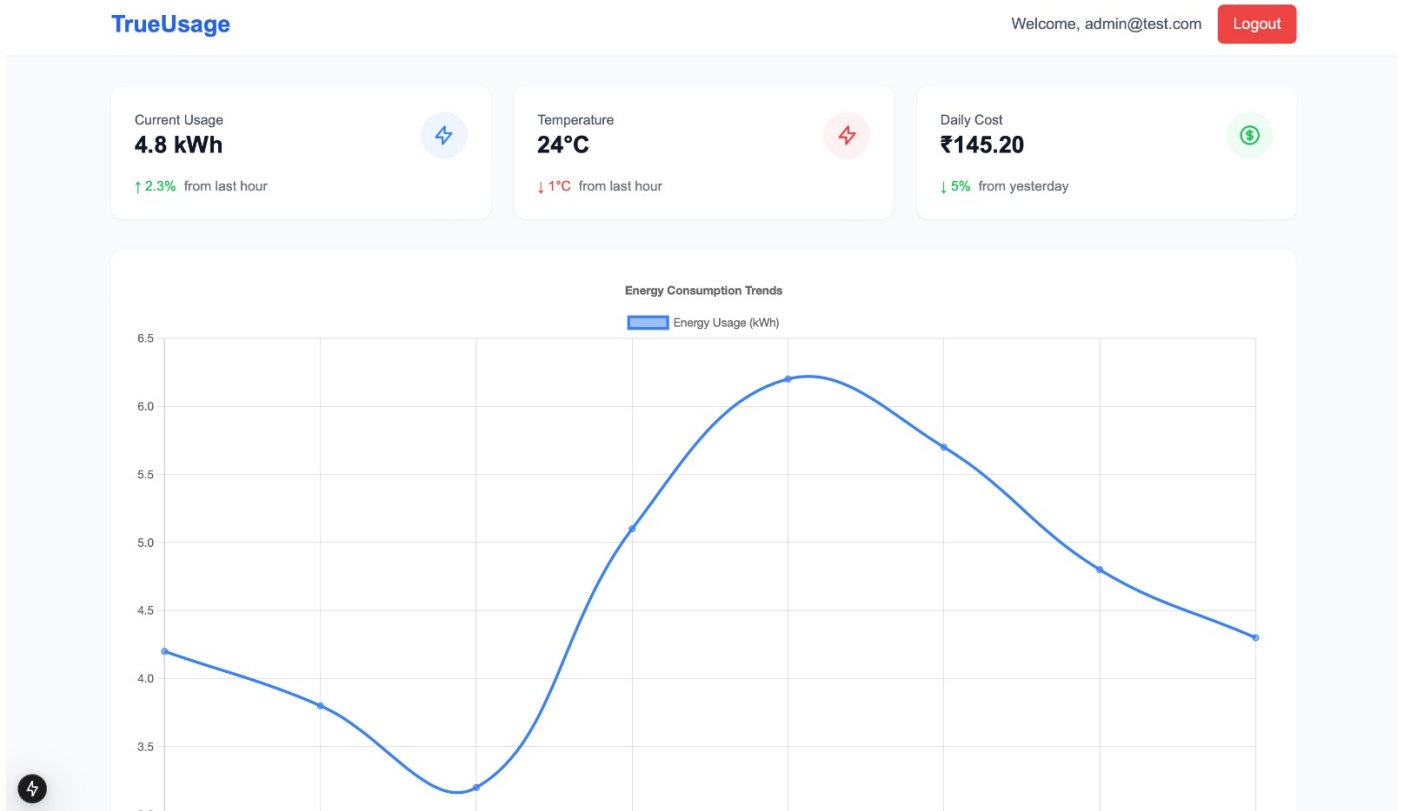 TrueUsage
Welcome, admin@test.com
Logout
Current Usage
4.8 kWh
↑ 2.3% from last hour
Temperature
24°C
↓ 1°C from last hour
Daily Cost
₹145.20
↓ 5% from yesterday
Energy Consumption Trends
Energy Usage (kWh)
6.5
6.0
5.5
5.0
4.5
4.0
3.5